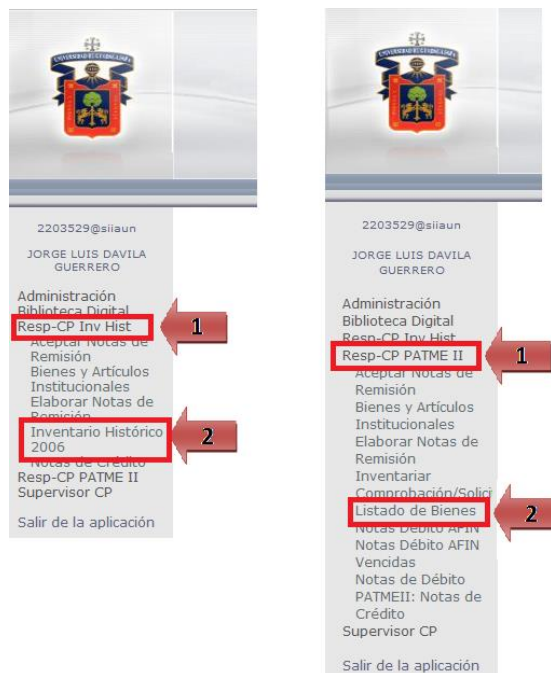 2203529@siiaun
JORGE LUIS DAVILA
GUERRERO
Administración
Biblioteca Digital
Resp-CP Inv Hist
1
Aceptar Notas de
Remisión
Bienes y Artículos
Institucionales
Elaborar Notas de
Remisión
Inventario Histórico
2006
2
Notas de Crédito
Resp-CP PATME II
Supervisor CP
Salir de la aplicación
2203529@siiaun
JORGE LUIS DAVILA
GUERRERO
Administración
Biblioteca Digital
Resp-CP Inv Hist
Resp-CP PATME II
1
Aceptar Notas de
Remisión
Bienes y Artículos
Institucionales
Elaborar Notas de
Remisión
Inventariar
Comprobación/Solici
Listado de Bienes
2
Notas Débito AFIN
Notas Débito AFIN
Vencidas
Notas de Débito
PATMEII: Notas de
Crédito
Supervisor CP
Salir de la aplicación